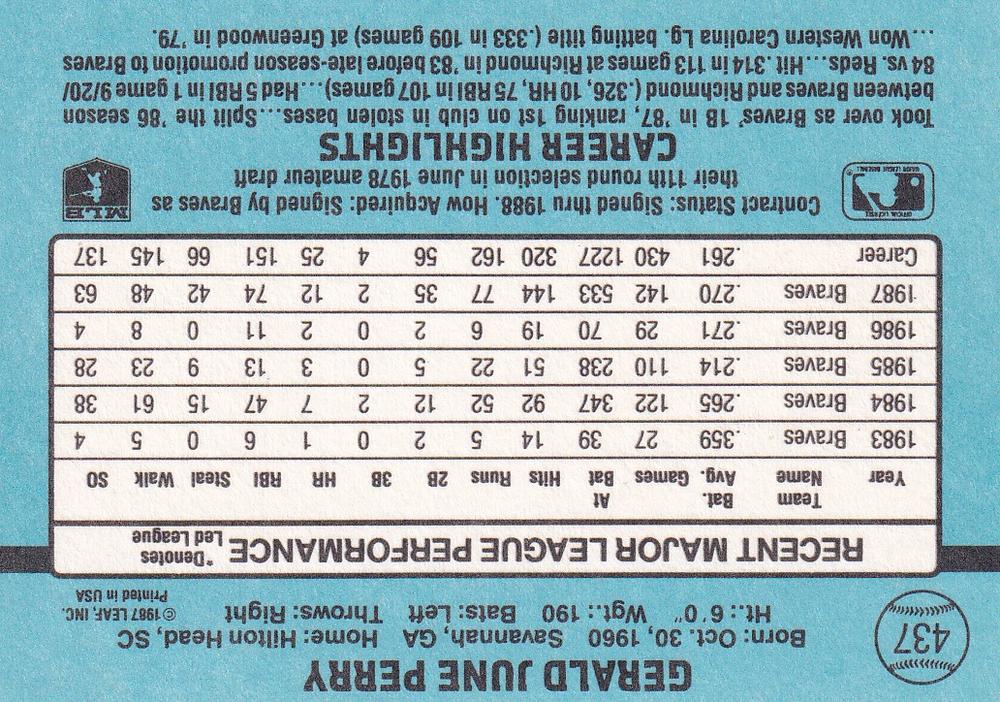 437
GERALD JUNE PERRY
Born: Oct. 30, 1960 Savannah, GA Home: Hilton Head, SC
Ht.: 6'0" Wgt.: 190 Bats: Left Throws: Right
©1987 LEAF, INC.
Printed in USA
RECENT MAJOR LEAGUE PERFORMANCE *Denotes Led League
Year Team Name Bat. Avg. Games At Bat Hits Runs 2B 3B HR RBI Steal Walk SO
1983 Braves .359 27 39 14 5 2 0 1 6 0 5 4
1984 Braves .265 122 347 92 52 12 2 7 47 15 61 38
1985 Braves .214 110 238 51 22 5 0 3 13 9 23 28
1986 Braves .271 29 70 19 6 2 0 2 11 0 8 4
1987 Braves .270 142 533 144 77 35 2 12 74 42 48 63
Career .261 430 1227 320 162 56 4 25 151 66 145 137
OFFICIAL LICENSEE
MAJOR LEAGUE BASEBALL
Contract Status: Signed thru 1988. How Acquired: Signed by Braves as
their 11th round selection in June 1978 amateur draft
MLB
CAREER HIGHLIGHTS
Took over as Braves' 1B in '87, ranking 1st on club in stolen bases....Split the '86 season
between Braves and Richmond (.326, 10 HR, 75 RBI in 107 games)...Had 5 RBI in 1 game 9/20/
84 vs. Reds....Hit .314 in 113 games at Richmond in '83 before late-season promotion to Braves
...Won Western Carolina Lg. batting title (.333 in 109 games) at Greenwood in '79.